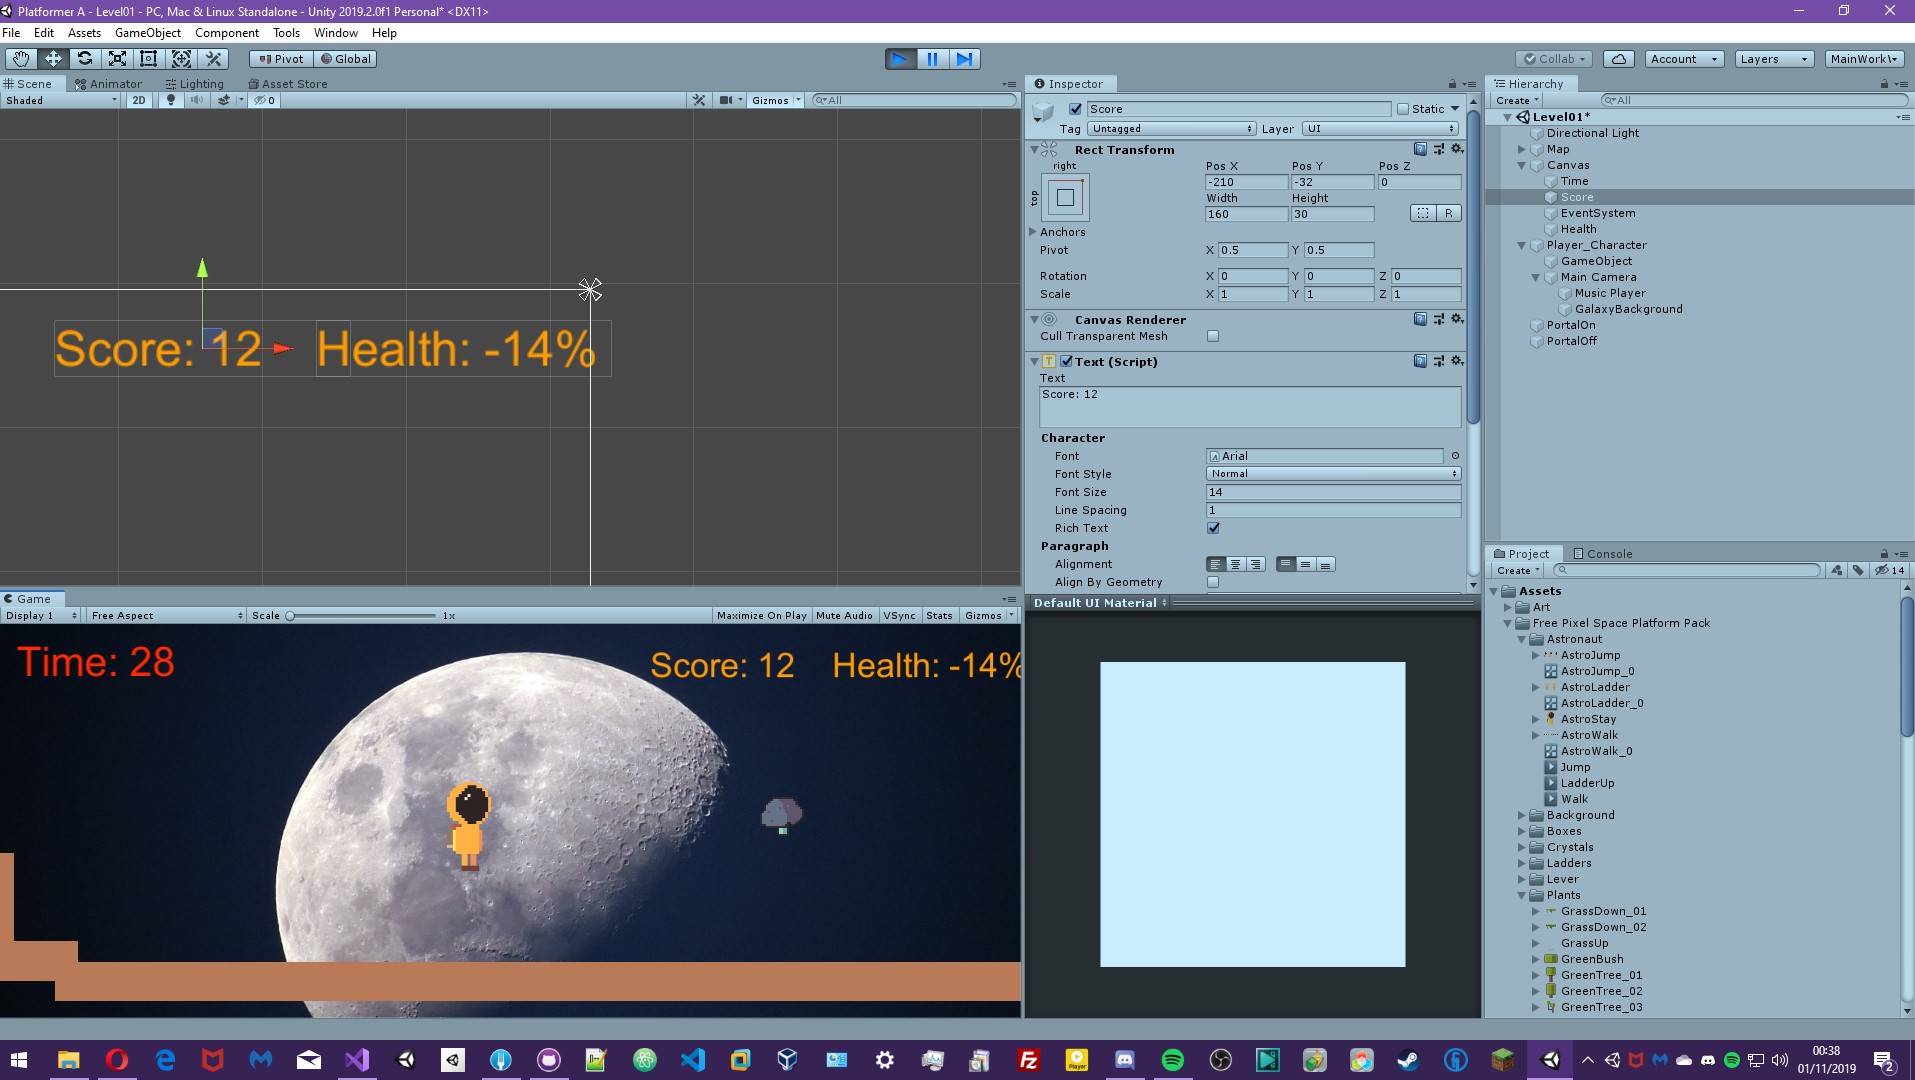 Platformer A - Level01 - PC, Mac & Linux Standalone - Unity 2019.2.0f1 Personal* <DX11>
File Edit Assets GameObject Component Tools Window Help
Pivot Global Collab Account Layers MainWorkl
Scene Animator Lighting Asset Store
Shaded 2D 0 Gizmos All
Score: 12 Health: -14%
Game
Display 1 Free Aspect Scale 1x Maximize On Play Mute Audio VSync Stats Gizmos
Time: 28 Score: 12 Health: -14%
Inspector
Score Static
Tag Untagged Layer UI
Rect Transform
right Pos X Pos Y Pos Z
top -210 -32 0
Width Height
160 30 R
Anchors
Pivot X 0.5 Y 0.5
Rotation X 0 Y 0 Z 0
Scale X 1 Y 1 Z 1
Canvas Renderer
Cull Transparent Mesh
Text (Script)
Text
Score: 12
Character
Font Arial
Font Style Normal
Font Size 14
Line Spacing 1
Rich Text
Paragraph
Alignment
Align By Geometry
Default UI Material
Hierarchy
Create All
Level01*
Directional Light
Map
Canvas
Time
Score
EventSystem
Health
Player_Character
GameObject
Main Camera
Music Player
GalaxyBackground
PortalOn
PortalOff
Project Console
Create 14
Assets
Art
Free Pixel Space Platform Pack
Astronaut
AstroJump
AstroJump_0
AstroLadder
AstroLadder_0
AstroStay
AstroWalk
AstroWalk_0
Jump
LadderUp
Walk
Background
Boxes
Crystals
Ladders
Lever
Plants
GrassDown_01
GrassDown_02
GrassUp
GreenBush
GreenTree_01
GreenTree_02
GreenTree_03
00:38
01/11/2019
2